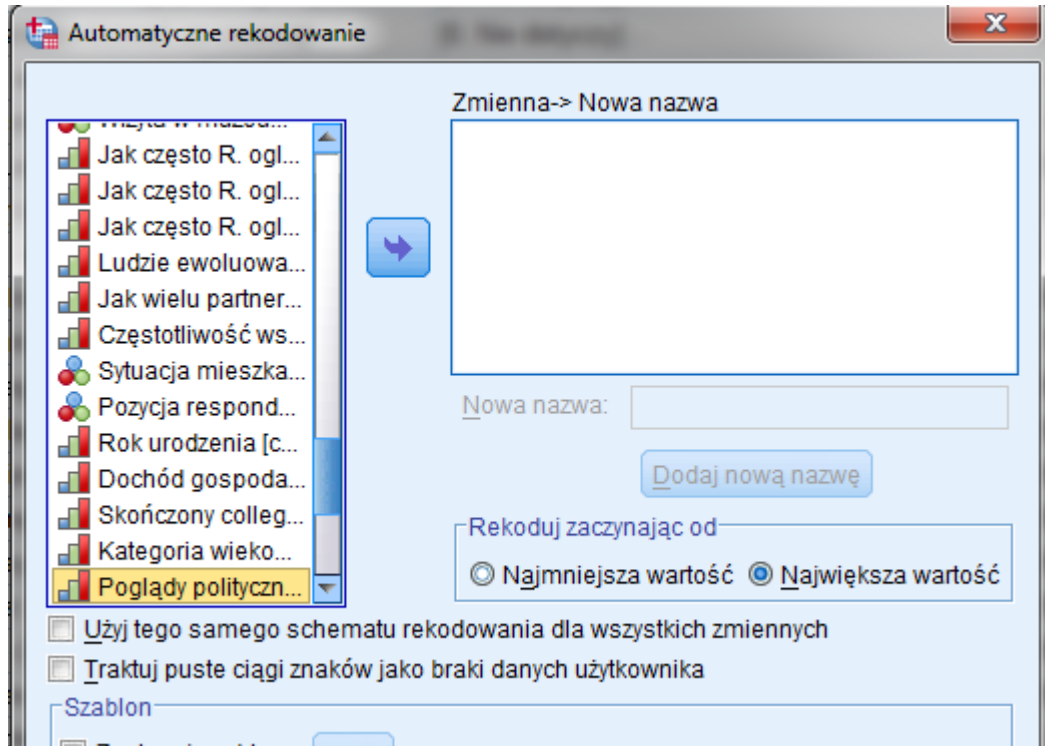 Automatyczne rekodowanie
Zmienna-> Nowa nazwa
Jak często R. ogl...
Jak często R. ogl...
Jak często R. ogl...
Ludzie ewoluowa...
Jak wielu partner...
Częstotliwość ws...
Sytuacja mieszka...
Pozycja respond...
Rok urodzenia [c...
Dochód gospoda...
Skończony colleg...
Kategoria wieko...
Poglądy polityczn...
Nowa nazwa:
Dodaj nową nazwę
Rekoduj zaczynając od
Najmniejsza wartość
Największa wartość
Użyj tego samego schematu rekodowania dla wszystkich zmiennych
Traktuj puste ciągi znaków jako braki danych użytkownika
Szablon